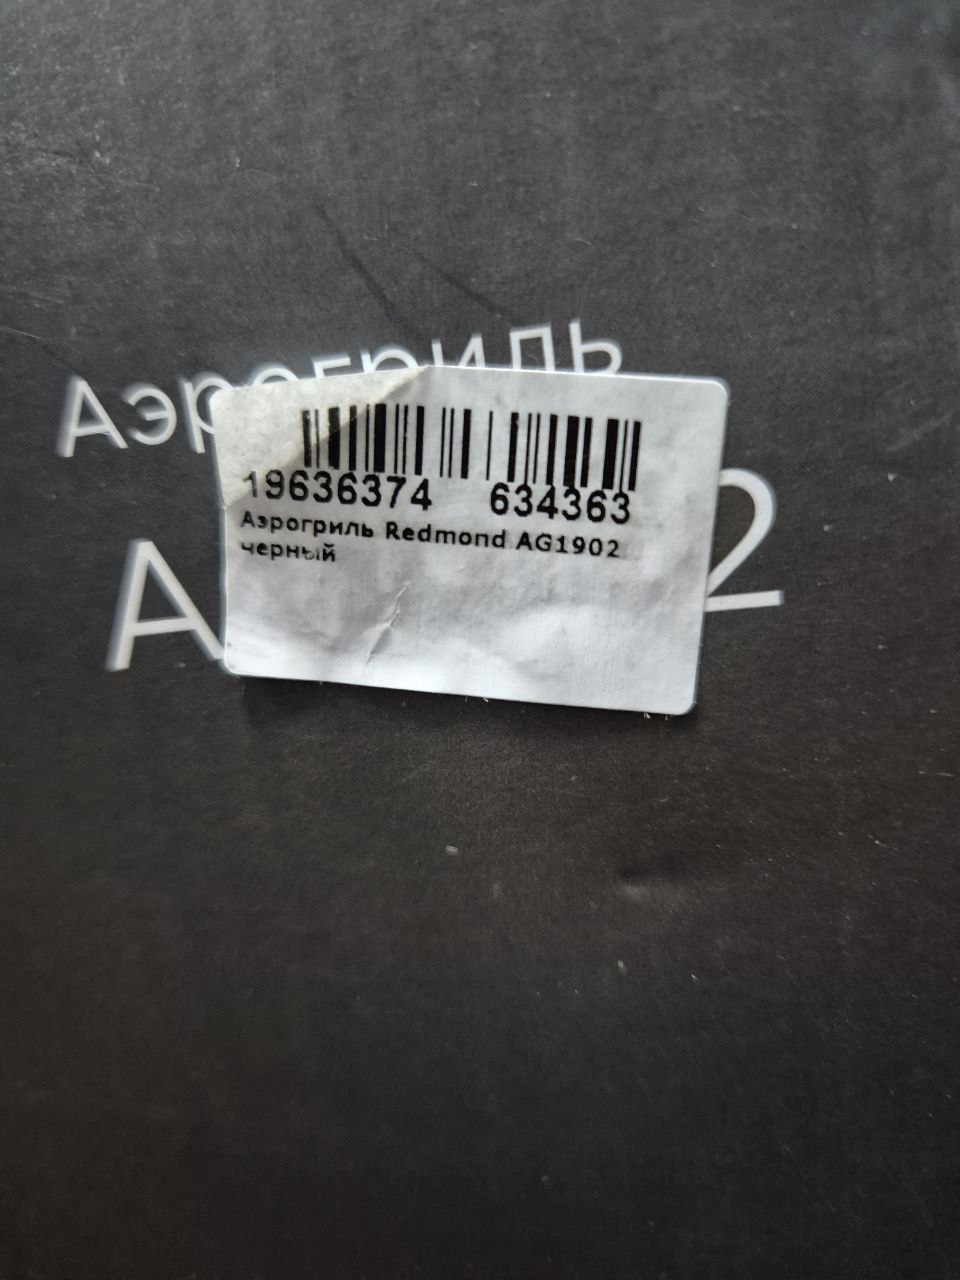 Аэрогриль
19636374 634363
Аэрогриль Redmond AG1902
черный